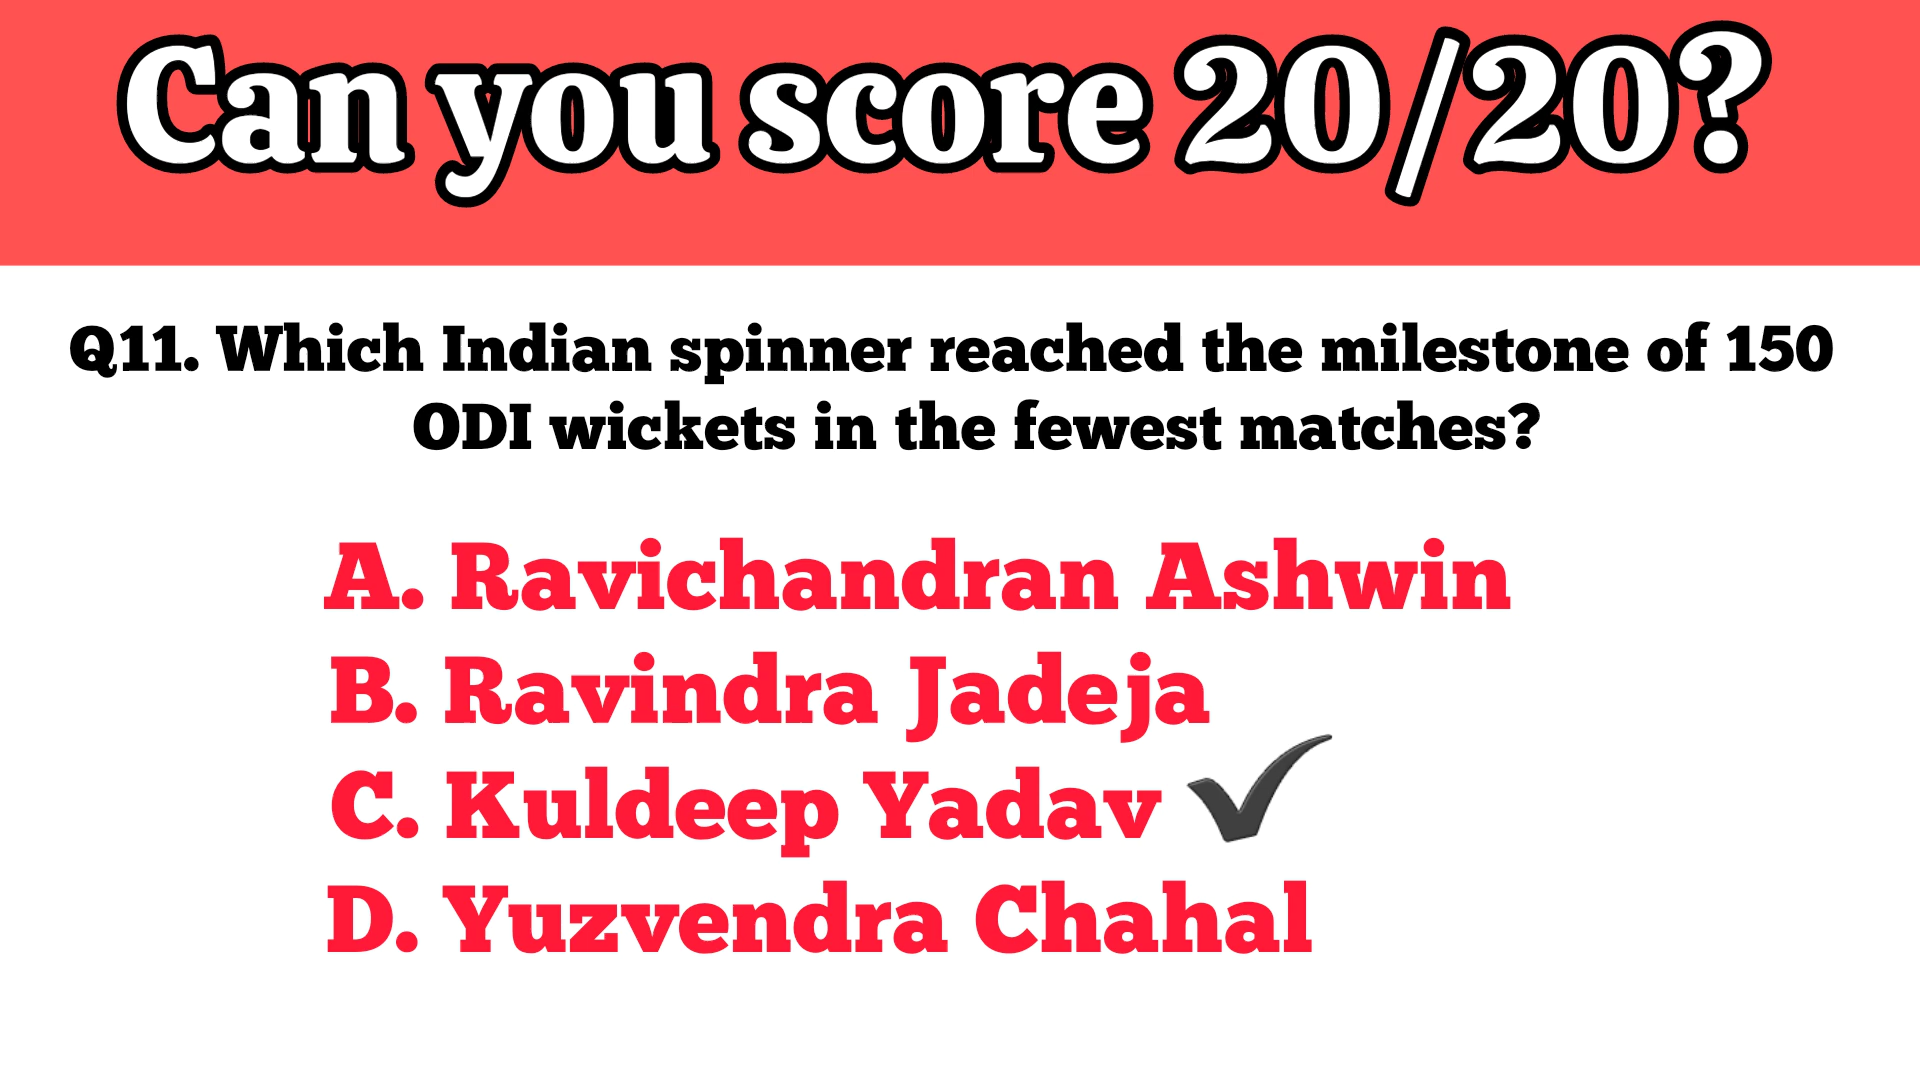 Can you score 20/20?
Q11. Which Indian spinner reached the milestone of 150
ODI wickets in the fewest matches?
A. Ravichandran Ashwin
B. Ravindra Jadeja
C. Kuldeep Yadav ✔
D. Yuzvendra Chahal